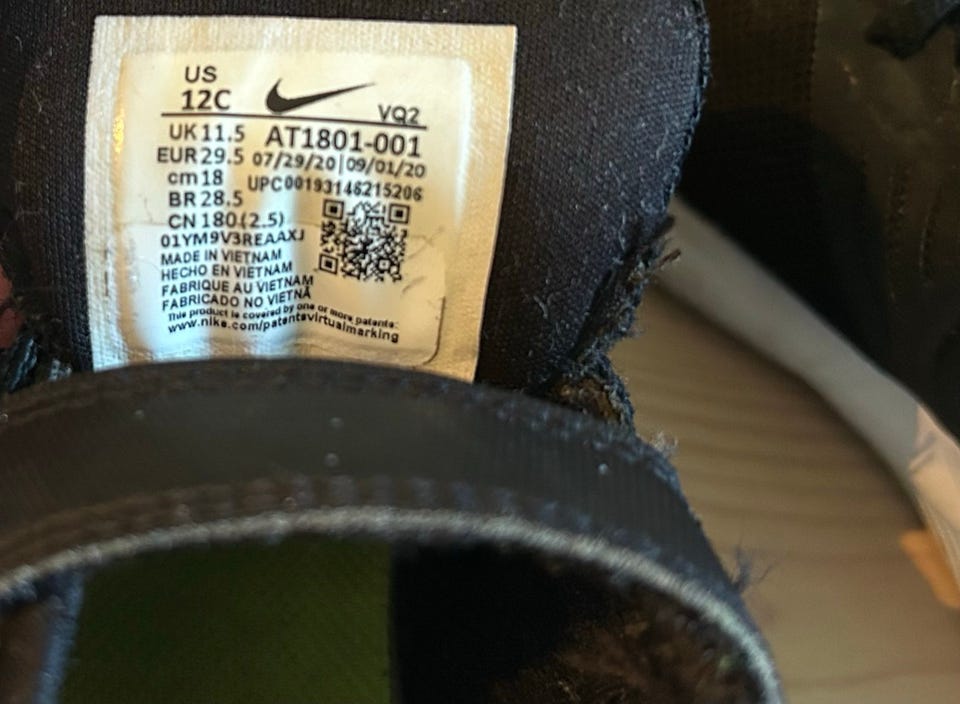 US
12C
VQ2
UK 11.5 AT1801-001
EUR 29.5 07/29/20|09/01/20
cm 18 UPC00193146215206
BR 28.5
CN 180(2.5)
01YM9V3REAAXJ
MADE IN VIETNAM
HECHO EN VIETNAM
FABRIQUE AU VIETNAM
FABRICADO NO VIETNÃ
This product is covered by one or more patents:
www.nike.com/patentsvirtualmarking